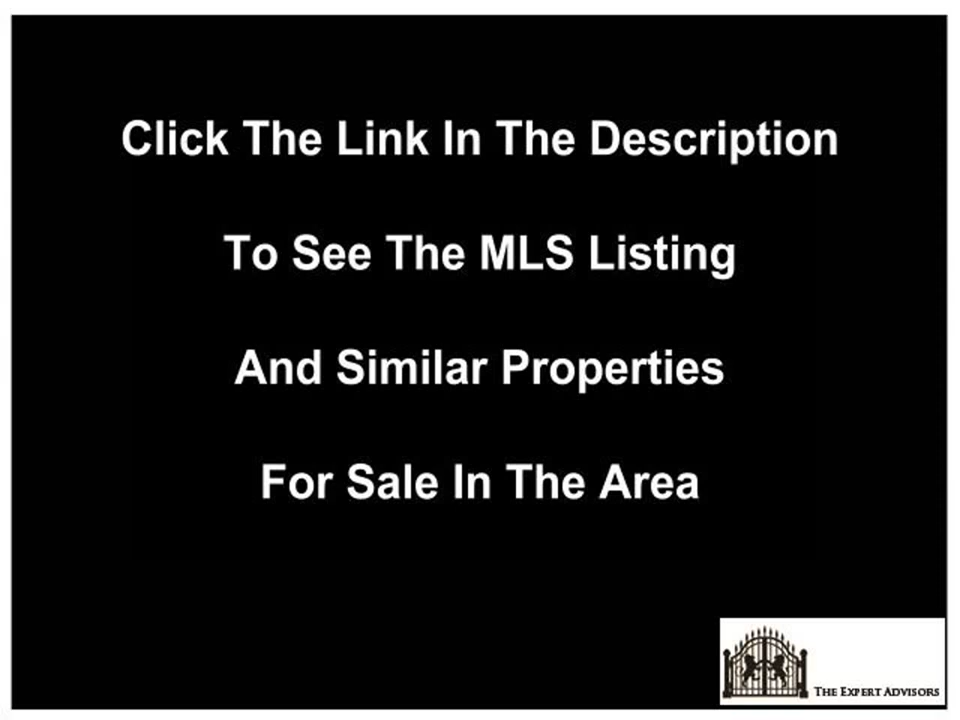 Click The Link In The Description
To See The MLS Listing
And Similar Properties
For Sale In The Area
THE EXPERT ADVISORS